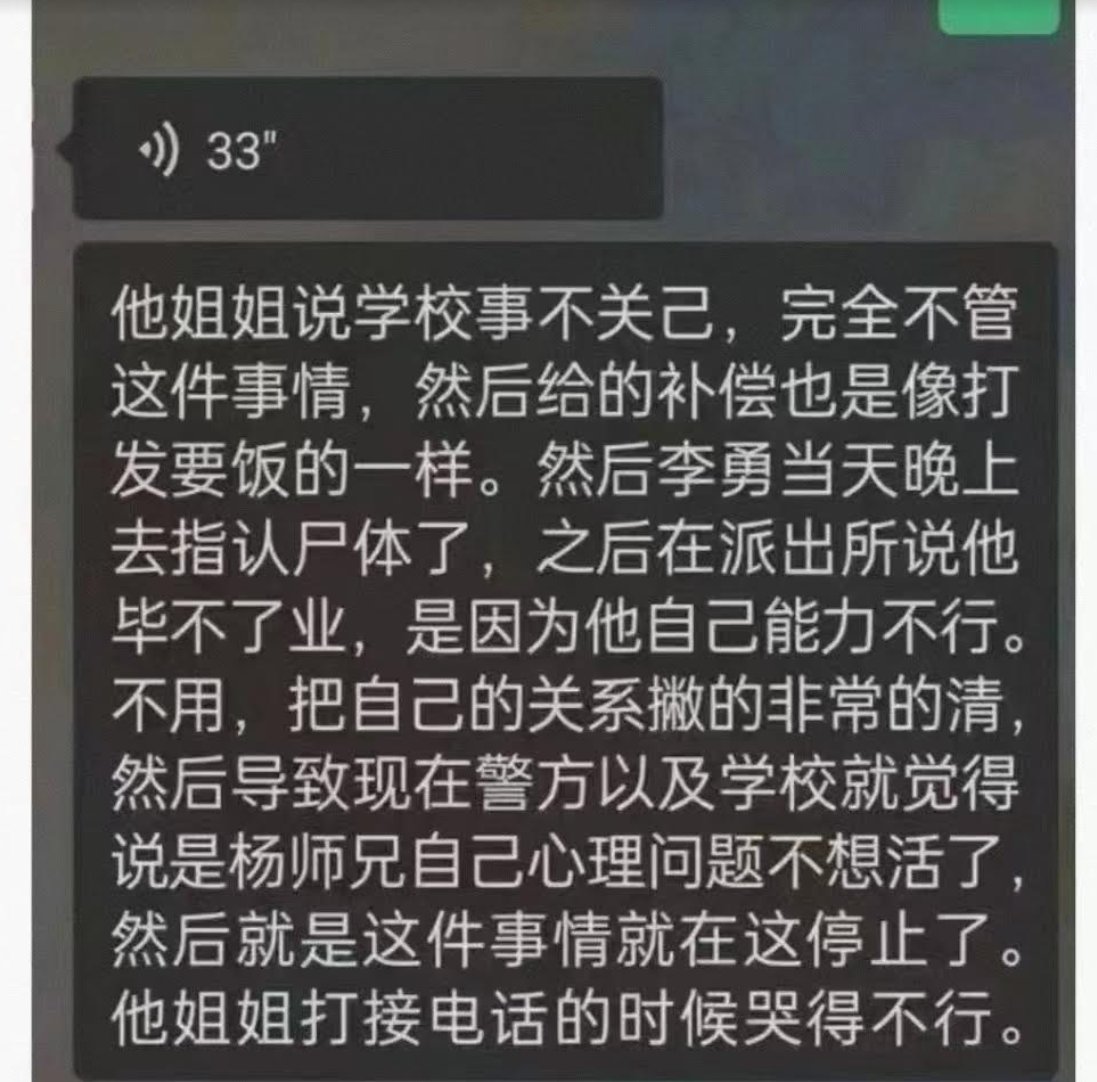 33"
他姐姐说学校事不关己，完全不管
这件事情，然后给的补偿也是像打
发要饭的一样。然后李勇当天晚上
去指认尸体了，之后在派出所说他
毕不了业，是因为他自己能力不行。
不用，把自己的关系撇的非常的清，
然后导致现在警方以及学校就觉得
说是杨师兄自己心理问题不想活了，
然后就是这件事情就在这停止了。
他姐姐打接电话的时候哭得不行。